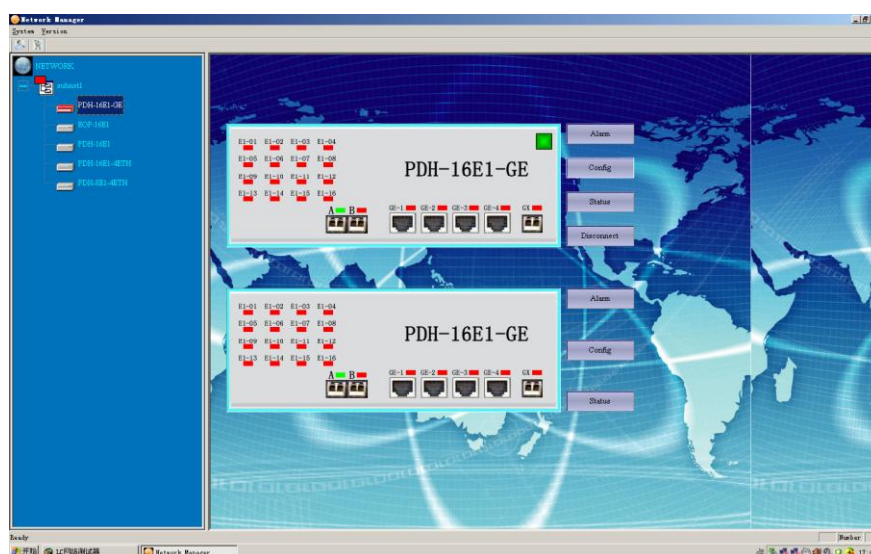 Network Manager
System Version
NETWORK
subnet1
PDH-16E1-GE
EOP-16E1
PDH-16E1
PDH-16E1-4ETH
PDH-8E1-4ETH
E1-01 E1-02 E1-03 E1-04
E1-05 E1-06 E1-07 E1-08
E1-09 E1-10 E1-11 E1-12
E1-13 E1-14 E1-15 E1-16
PDH-16E1-GE
A B GE-1 GE-2 GE-3 GE-4 GX
Alarm
Config
Status
Disconnect
E1-01 E1-02 E1-03 E1-04
E1-05 E1-06 E1-07 E1-08
E1-09 E1-10 E1-11 E1-12
E1-13 E1-14 E1-15 E1-16
PDH-16E1-GE
A B GE-1 GE-2 GE-3 GE-4 GX
Alarm
Config
Status
Ready
Number
开始
Network Manager